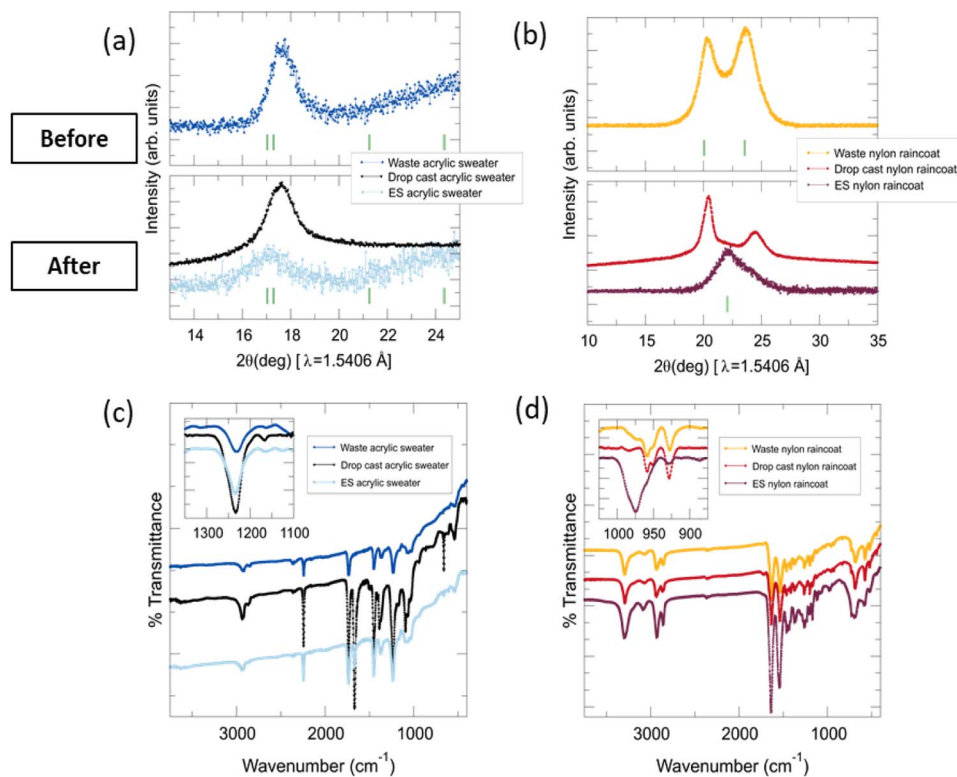 (a)
(b)
Before
After
Intensity (arb. units)
Waste acrylic sweater
Drop cast acrylic sweater
ES acrylic sweater
14 16 18 20 22 24
2θ(deg) [ λ=1.5406 Å]
Intensity (arb. units)
Waste nylon raincoat
Drop cast nylon raincoat
ES nylon raincoat
10 15 20 25 30 35
2θ(deg) [ λ=1.5406 Å]
(c)
(d)
% Transmittance
1300 1200 1100
Waste acrylic sweater
Drop cast acrylic sweater
ES acrylic sweater
3000 2000 1000
Wavenumber (cm⁻¹)
% Transmittance
1000 950 900
Waste nylon raincoat
Drop cast nylon raincoat
ES nylon raincoat
3000 2000 1000
Wavenumber (cm⁻¹)